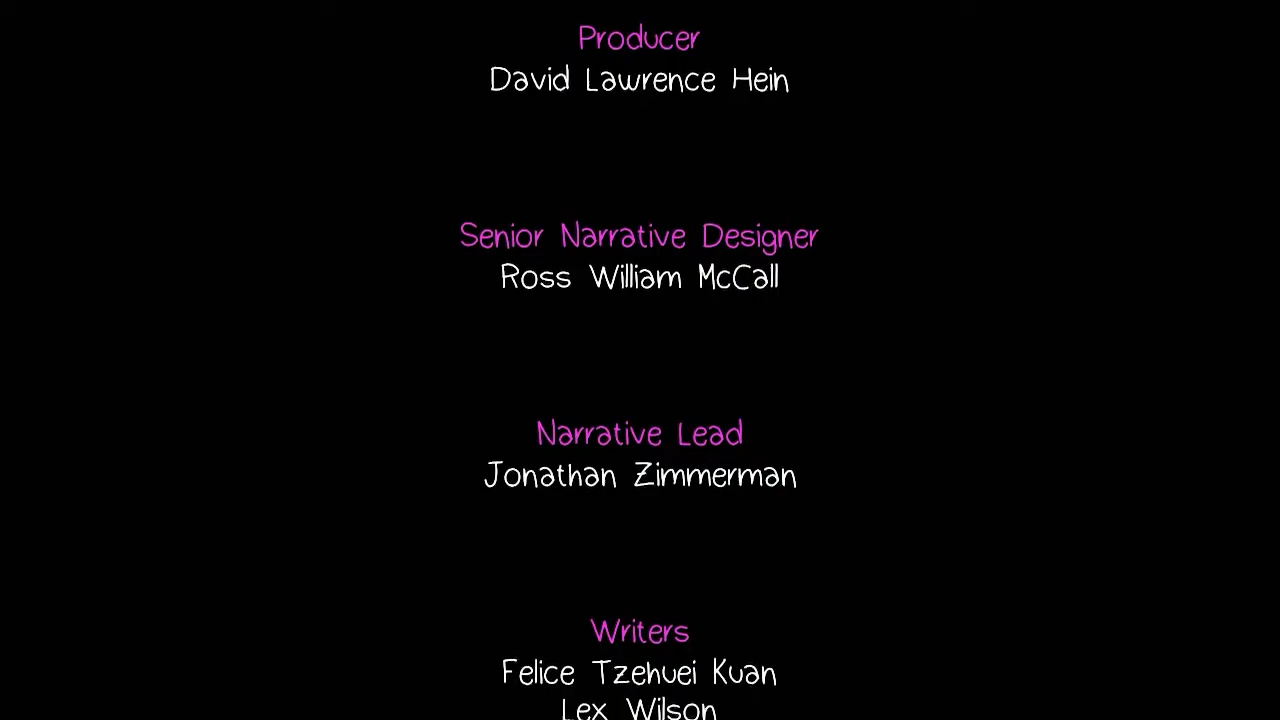 Producer
David Lawrence Hein
Senior Narrative Designer
Ross William McCall
Narrative Lead
Jonathan Zimmerman
Writers
Felice Tzehuei Kuan
Lex Wilson